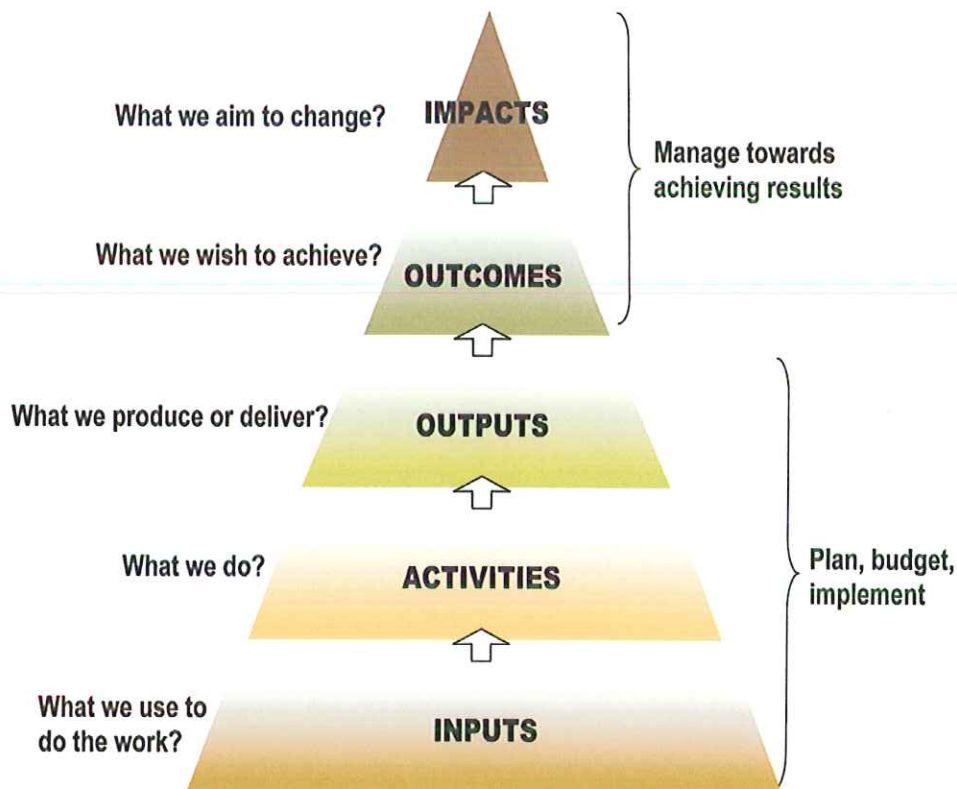 What we aim to change?
IMPACTS
Manage towards
achieving results
What we wish to achieve?
OUTCOMES
What we produce or deliver?
OUTPUTS
What we do?
ACTIVITIES
Plan, budget,
implement
What we use to
do the work?
INPUTS